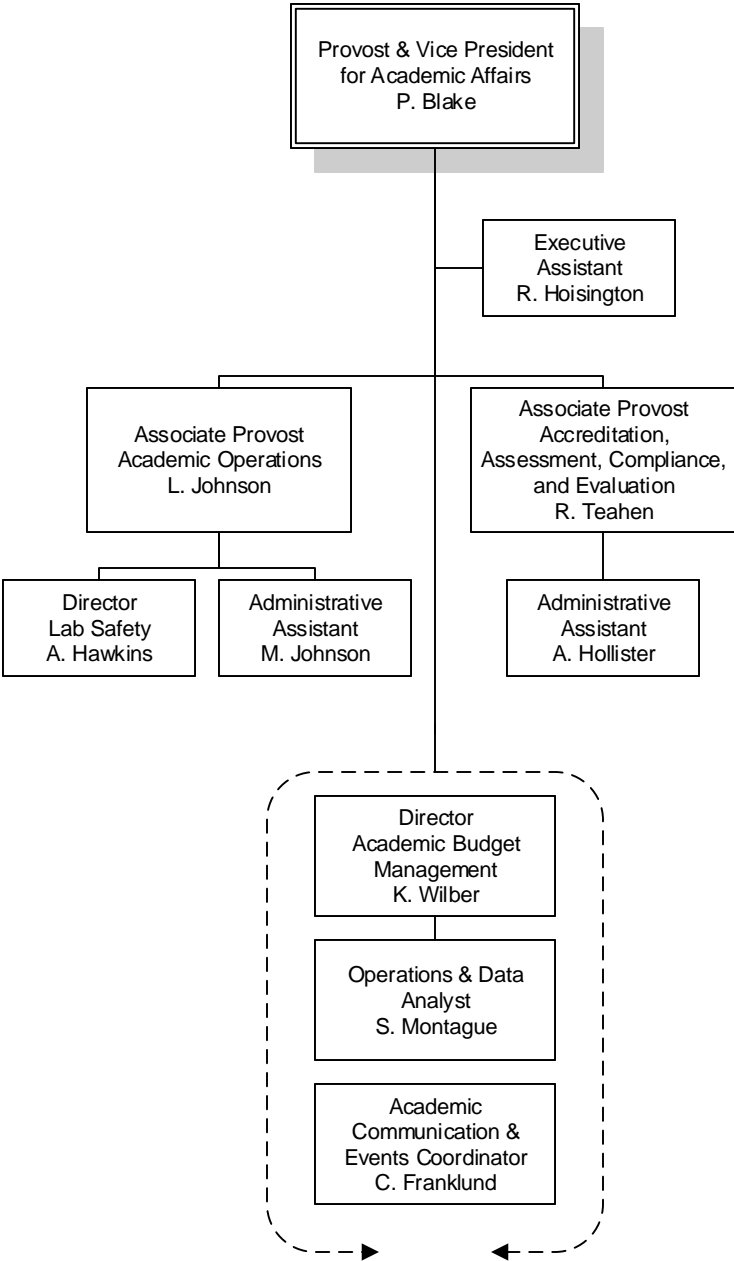 Provost & Vice President
for Academic Affairs
P. Blake
Executive
Assistant
R. Hoisington
Associate Provost
Academic Operations
L. Johnson
Associate Provost
Accreditation,
Assessment, Compliance,
and Evaluation
R. Teahen
Director
Lab Safety
A. Hawkins
Administrative
Assistant
M. Johnson
Administrative
Assistant
A. Hollister
Director
Academic Budget
Management
K. Wilber
Operations & Data
Analyst
S. Montague
Academic
Communication &
Events Coordinator
C. Franklund